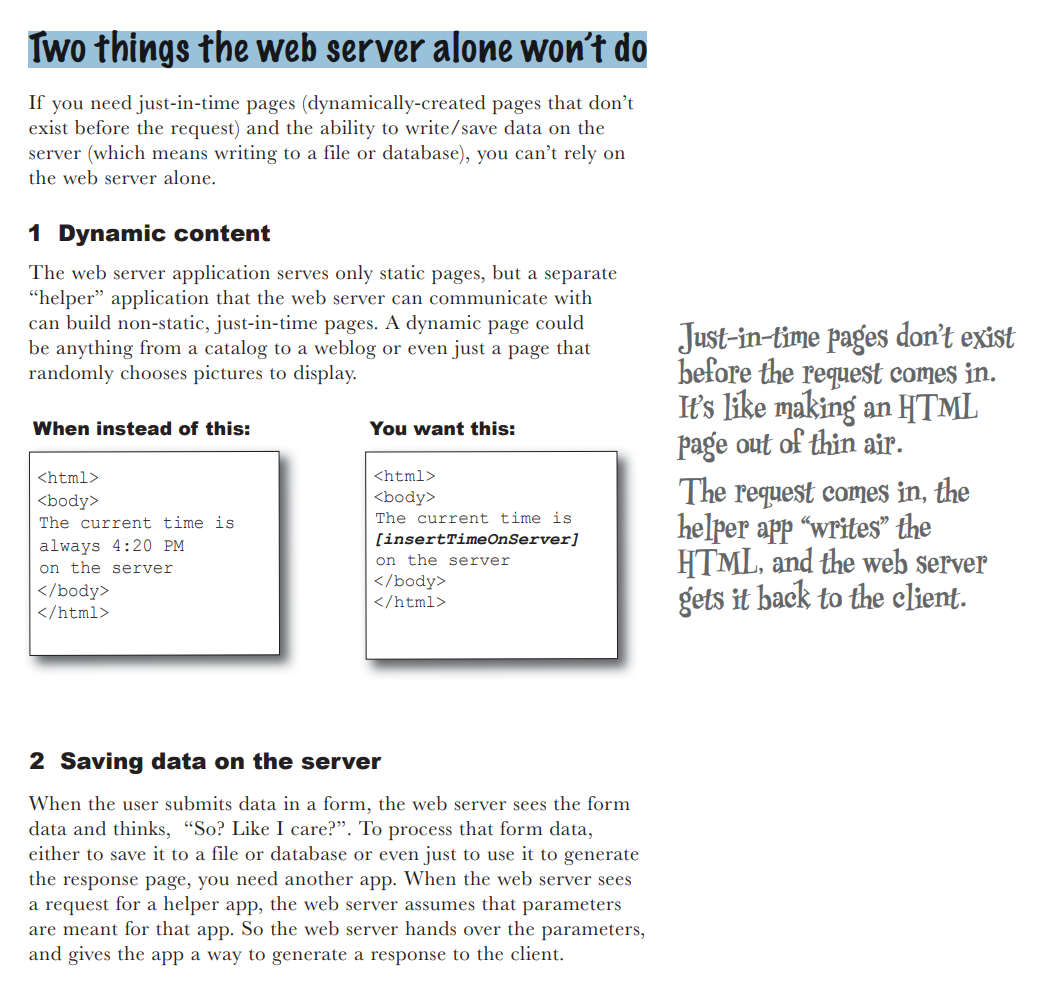 Two things the web server alone won't do
If you need just-in-time pages (dynamically-created pages that don't
exist before the request) and the ability to write/save data on the
server (which means writing to a file or database), you can't rely on
the web server alone.
1 Dynamic content
The web server application serves only static pages, but a separate
“helper” application that the web server can communicate with
can build non-static, just-in-time pages. A dynamic page could
be anything from a catalog to a weblog or even just a page that
randomly chooses pictures to display.
When instead of this:
<html>
<body>
The current time is
always 4:20 PM
on the server
</body>
</html>
You want this:
<html>
<body>
The current time is
[insertTimeOnServer]
on the server
</body>
</html>
Just-in-time pages don't exist
before the request comes in.
It's like making an HTML
page out of thin air.
The request comes in, the
helper app “writes” the
HTML, and the web server
gets it back to the client.
2 Saving data on the server
When the user submits data in a form, the web server sees the form
data and thinks, “So? Like I care?”. To process that form data,
either to save it to a file or database or even just to use it to generate
the response page, you need another app. When the web server sees
a request for a helper app, the web server assumes that parameters
are meant for that app. So the web server hands over the parameters,
and gives the app a way to generate a response to the client.